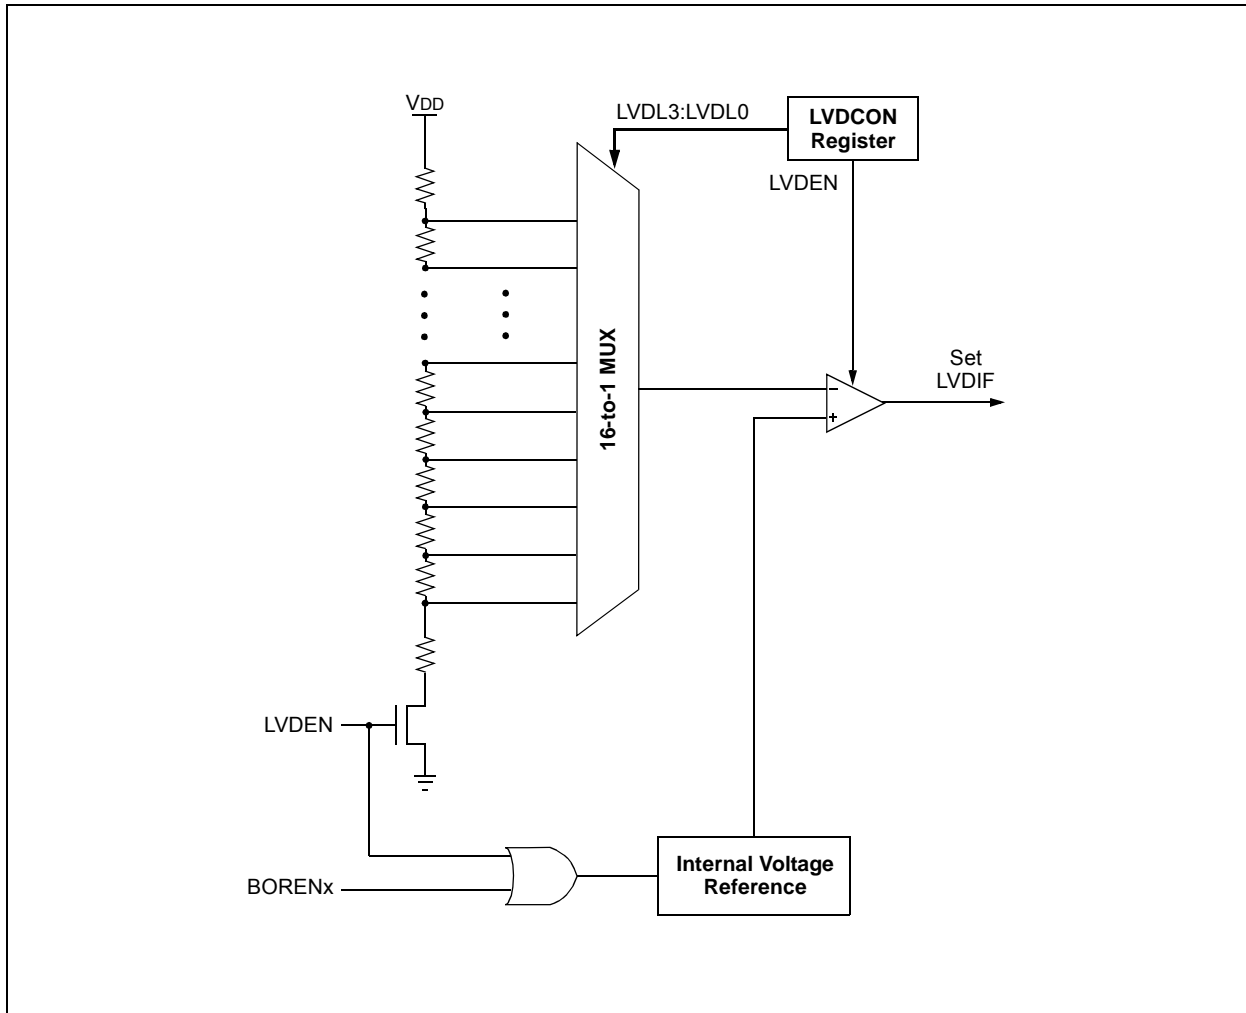 VDD
LVDL3:LVDL0
LVDCON
Register
LVDEN
16-to-1 MUX
–
+
Set
LVDIF
LVDEN
BORENx
Internal Voltage
Reference